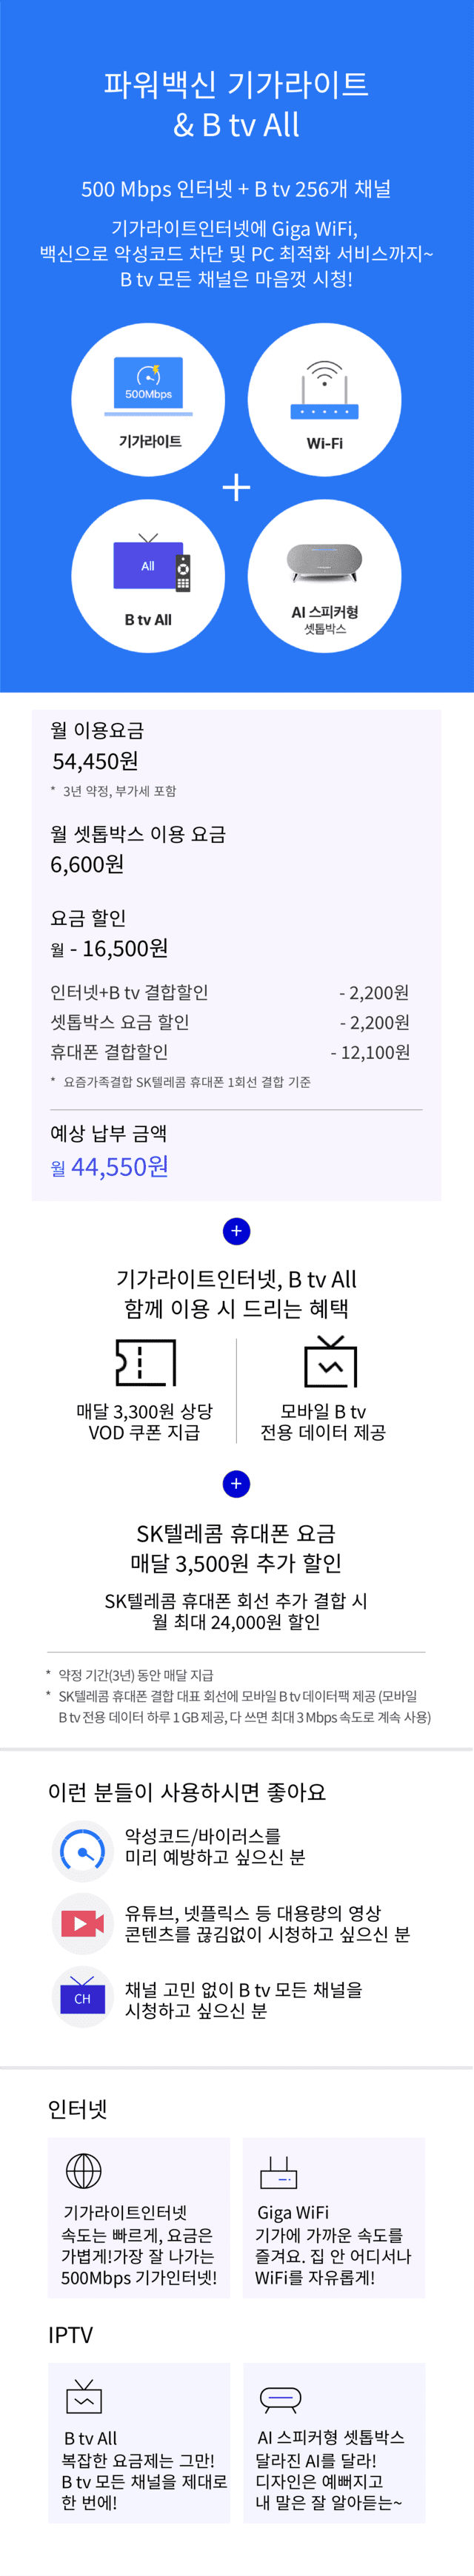 파워백신 기가라이트
& B tv All
500 Mbps 인터넷 + B tv 256개 채널
기가라이트인터넷에 Giga WiFi,
백신으로 악성코드 차단 및 PC 최적화 서비스까지~
B tv 모든 채널은 마음껏 시청!
500Mbps
기가라이트
Wi-Fi
+
All
B tv All
AI 스피커형
셋톱박스
월 이용요금
54,450원
* 3년 약정, 부가세 포함
월 셋톱박스 이용 요금
6,600원
요금 할인
월 - 16,500원
인터넷+B tv 결합할인 - 2,200원
셋톱박스 요금 할인 - 2,200원
휴대폰 결합할인 - 12,100원
* 요즘가족결합 SK텔레콤 휴대폰 1회선 결합 기준
예상 납부 금액
월 44,550원
+
기가라이트인터넷, B tv All
함께 이용 시 드리는 혜택
매달 3,300원 상당
VOD 쿠폰 지급
모바일 B tv
전용 데이터 제공
+
SK텔레콤 휴대폰 요금
매달 3,500원 추가 할인
SK텔레콤 휴대폰 회선 추가 결합 시
월 최대 24,000원 할인
* 약정 기간(3년) 동안 매달 지급
* SK텔레콤 휴대폰 결합 대표 회선에 모바일 B tv 데이터팩 제공 (모바일
B tv 전용 데이터 하루 1 GB 제공, 다 쓰면 최대 3 Mbps 속도로 계속 사용)
이런 분들이 사용하시면 좋아요
악성코드/바이러스를
미리 예방하고 싶으신 분
유튜브, 넷플릭스 등 대용량의 영상
콘텐츠를 끊김없이 시청하고 싶으신 분
CH
채널 고민 없이 B tv 모든 채널을
시청하고 싶으신 분
인터넷
기가라이트인터넷
속도는 빠르게, 요금은
가볍게!가장 잘 나가는
500Mbps 기가인터넷!
Giga WiFi
기가에 가까운 속도를
즐겨요. 집 안 어디서나
WiFi를 자유롭게!
IPTV
B tv All
복잡한 요금제는 그만!
B tv 모든 채널을 제대로
한 번에!
AI 스피커형 셋톱박스
달라진 AI를 달라!
디자인은 예뻐지고
내 말은 잘 알아듣는~